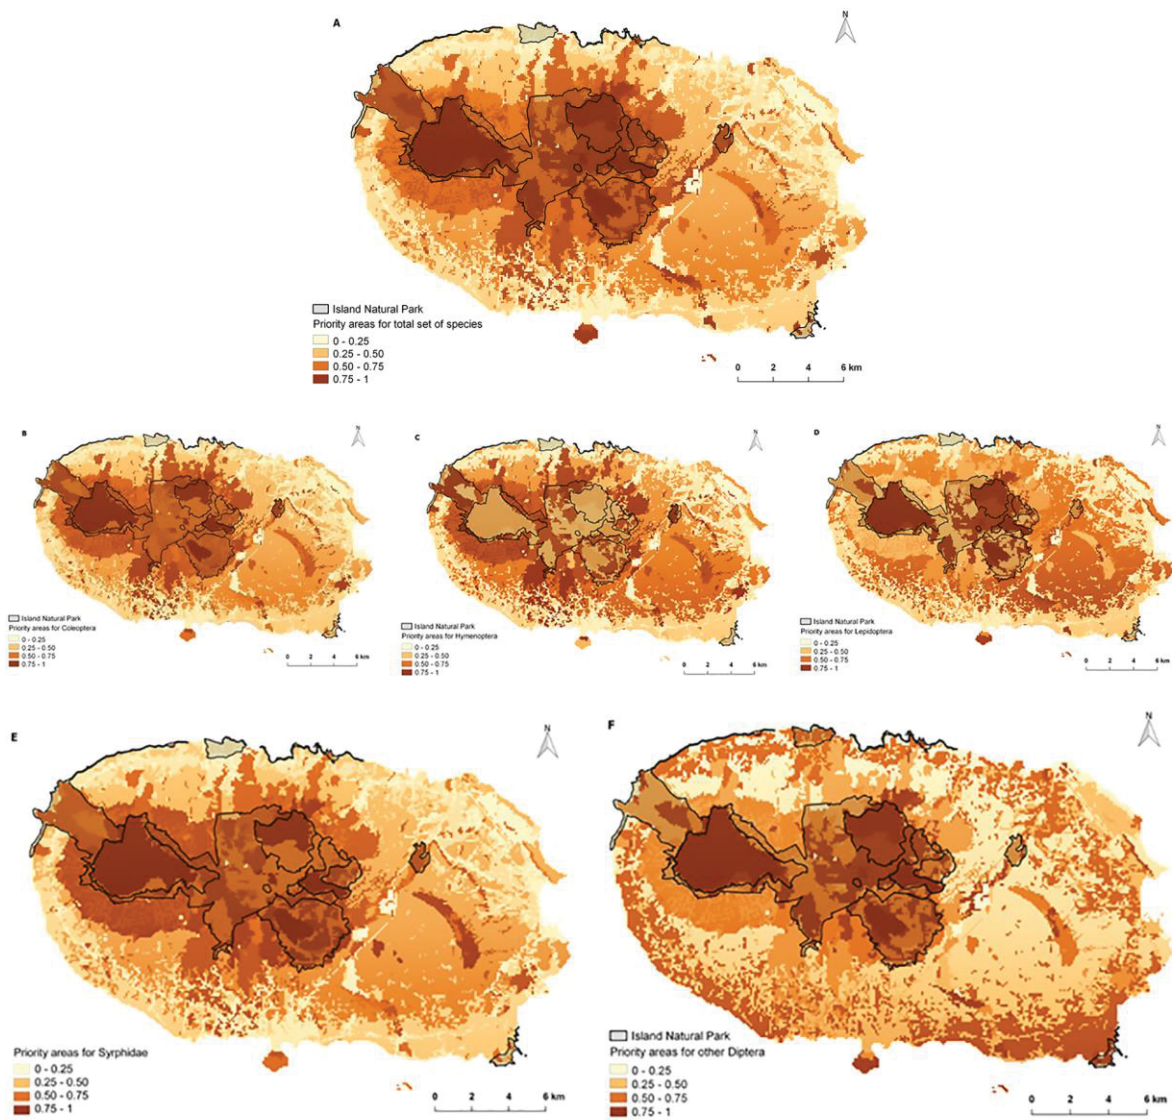 A
N
Island Natural Park
Priority areas for total set of species
0 - 0.25
0.25 - 0.50
0.50 - 0.75
0.75 - 1
0 2 4 6 km
B
N
Island Natural Park
Priority areas for Coleoptera
0 - 0.25
0.25 - 0.50
0.50 - 0.75
0.75 - 1
0 2 4 6 km
C
N
Island Natural Park
Priority areas for Hymenoptera
0 - 0.25
0.25 - 0.50
0.50 - 0.75
0.75 - 1
0 2 4 6 km
D
N
Island Natural Park
Priority areas for Lepidoptera
0 - 0.25
0.25 - 0.50
0.50 - 0.75
0.75 - 1
0 2 4 6 km
E
N
Priority areas for Syrphidae
0 - 0.25
0.25 - 0.50
0.50 - 0.75
0.75 - 1
0 2 4 6 km
F
N
Island Natural Park
Priority areas for other Diptera
0 - 0.25
0.25 - 0.50
0.50 - 0.75
0.75 - 1
0 2 4 6 km